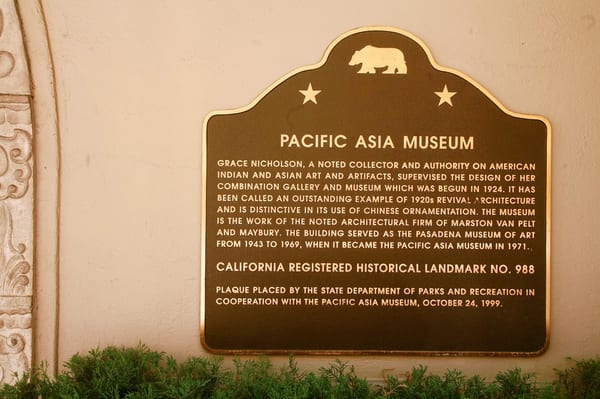 PACIFIC ASIA MUSEUM
GRACE NICHOLSON, A NOTED COLLECTOR AND AUTHORITY ON AMERICAN
INDIAN AND ASIAN ART AND ARTIFACTS, SUPERVISED THE DESIGN OF HER
COMBINATION GALLERY AND MUSEUM WHICH WAS BEGUN IN 1924. IT HAS
BEEN CALLED AN OUTSTANDING EXAMPLE OF 1920s REVIVAL ARCHITECTURE
AND IS DISTINCTIVE IN ITS USE OF CHINESE ORNAMENTATION. THE MUSEUM
IS THE WORK OF THE NOTED ARCHITECTURAL FIRM OF MARSTON VAN PELT
AND MAYBURY. THE BUILDING SERVED AS THE PASADENA MUSEUM OF ART
FROM 1943 TO 1969, WHEN IT BECAME THE PACIFIC ASIA MUSEUM IN 1971.
CALIFORNIA REGISTERED HISTORICAL LANDMARK NO. 988
PLAQUE PLACED BY THE STATE DEPARTMENT OF PARKS AND RECREATION IN
COOPERATION WITH THE PACIFIC ASIA MUSEUM, OCTOBER 24, 1999.